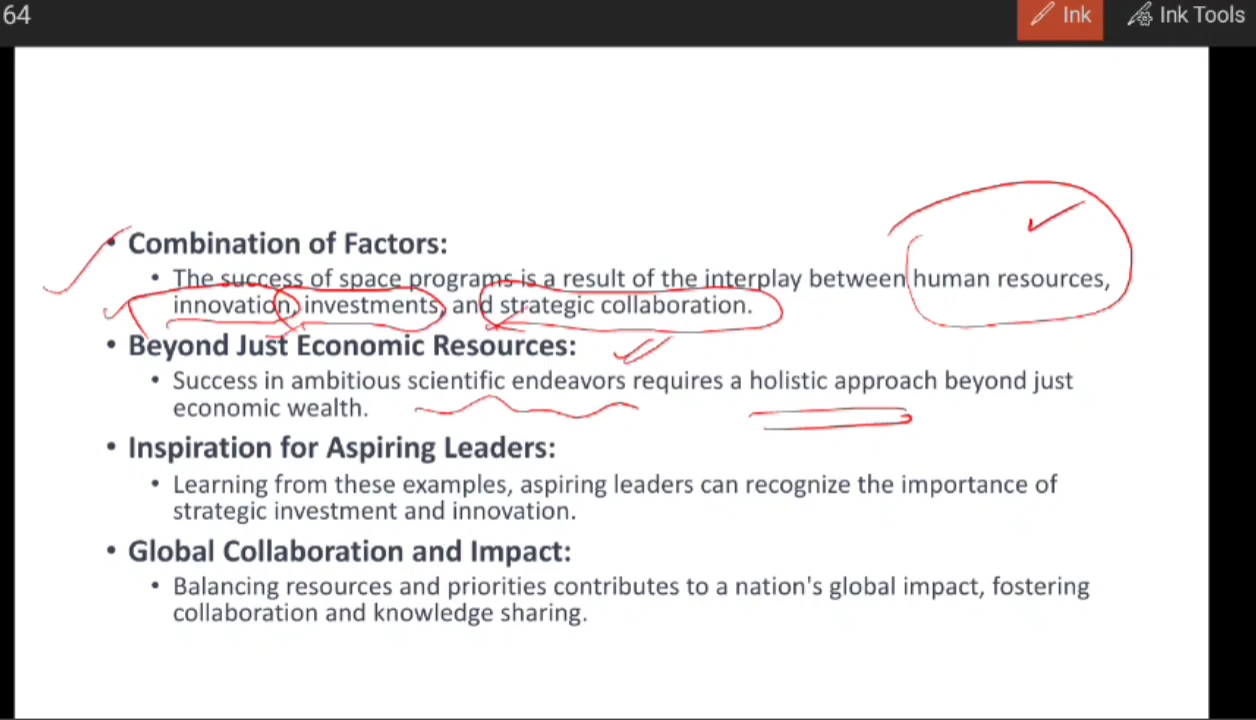 64
Ink Ink Tools
• Combination of Factors:
• The success of space programs is a result of the interplay between human resources,
innovation, investments, and strategic collaboration.
• Beyond Just Economic Resources:
• Success in ambitious scientific endeavors requires a holistic approach beyond just
economic wealth.
• Inspiration for Aspiring Leaders:
• Learning from these examples, aspiring leaders can recognize the importance of
strategic investment and innovation.
• Global Collaboration and Impact:
• Balancing resources and priorities contributes to a nation's global impact, fostering
collaboration and knowledge sharing.